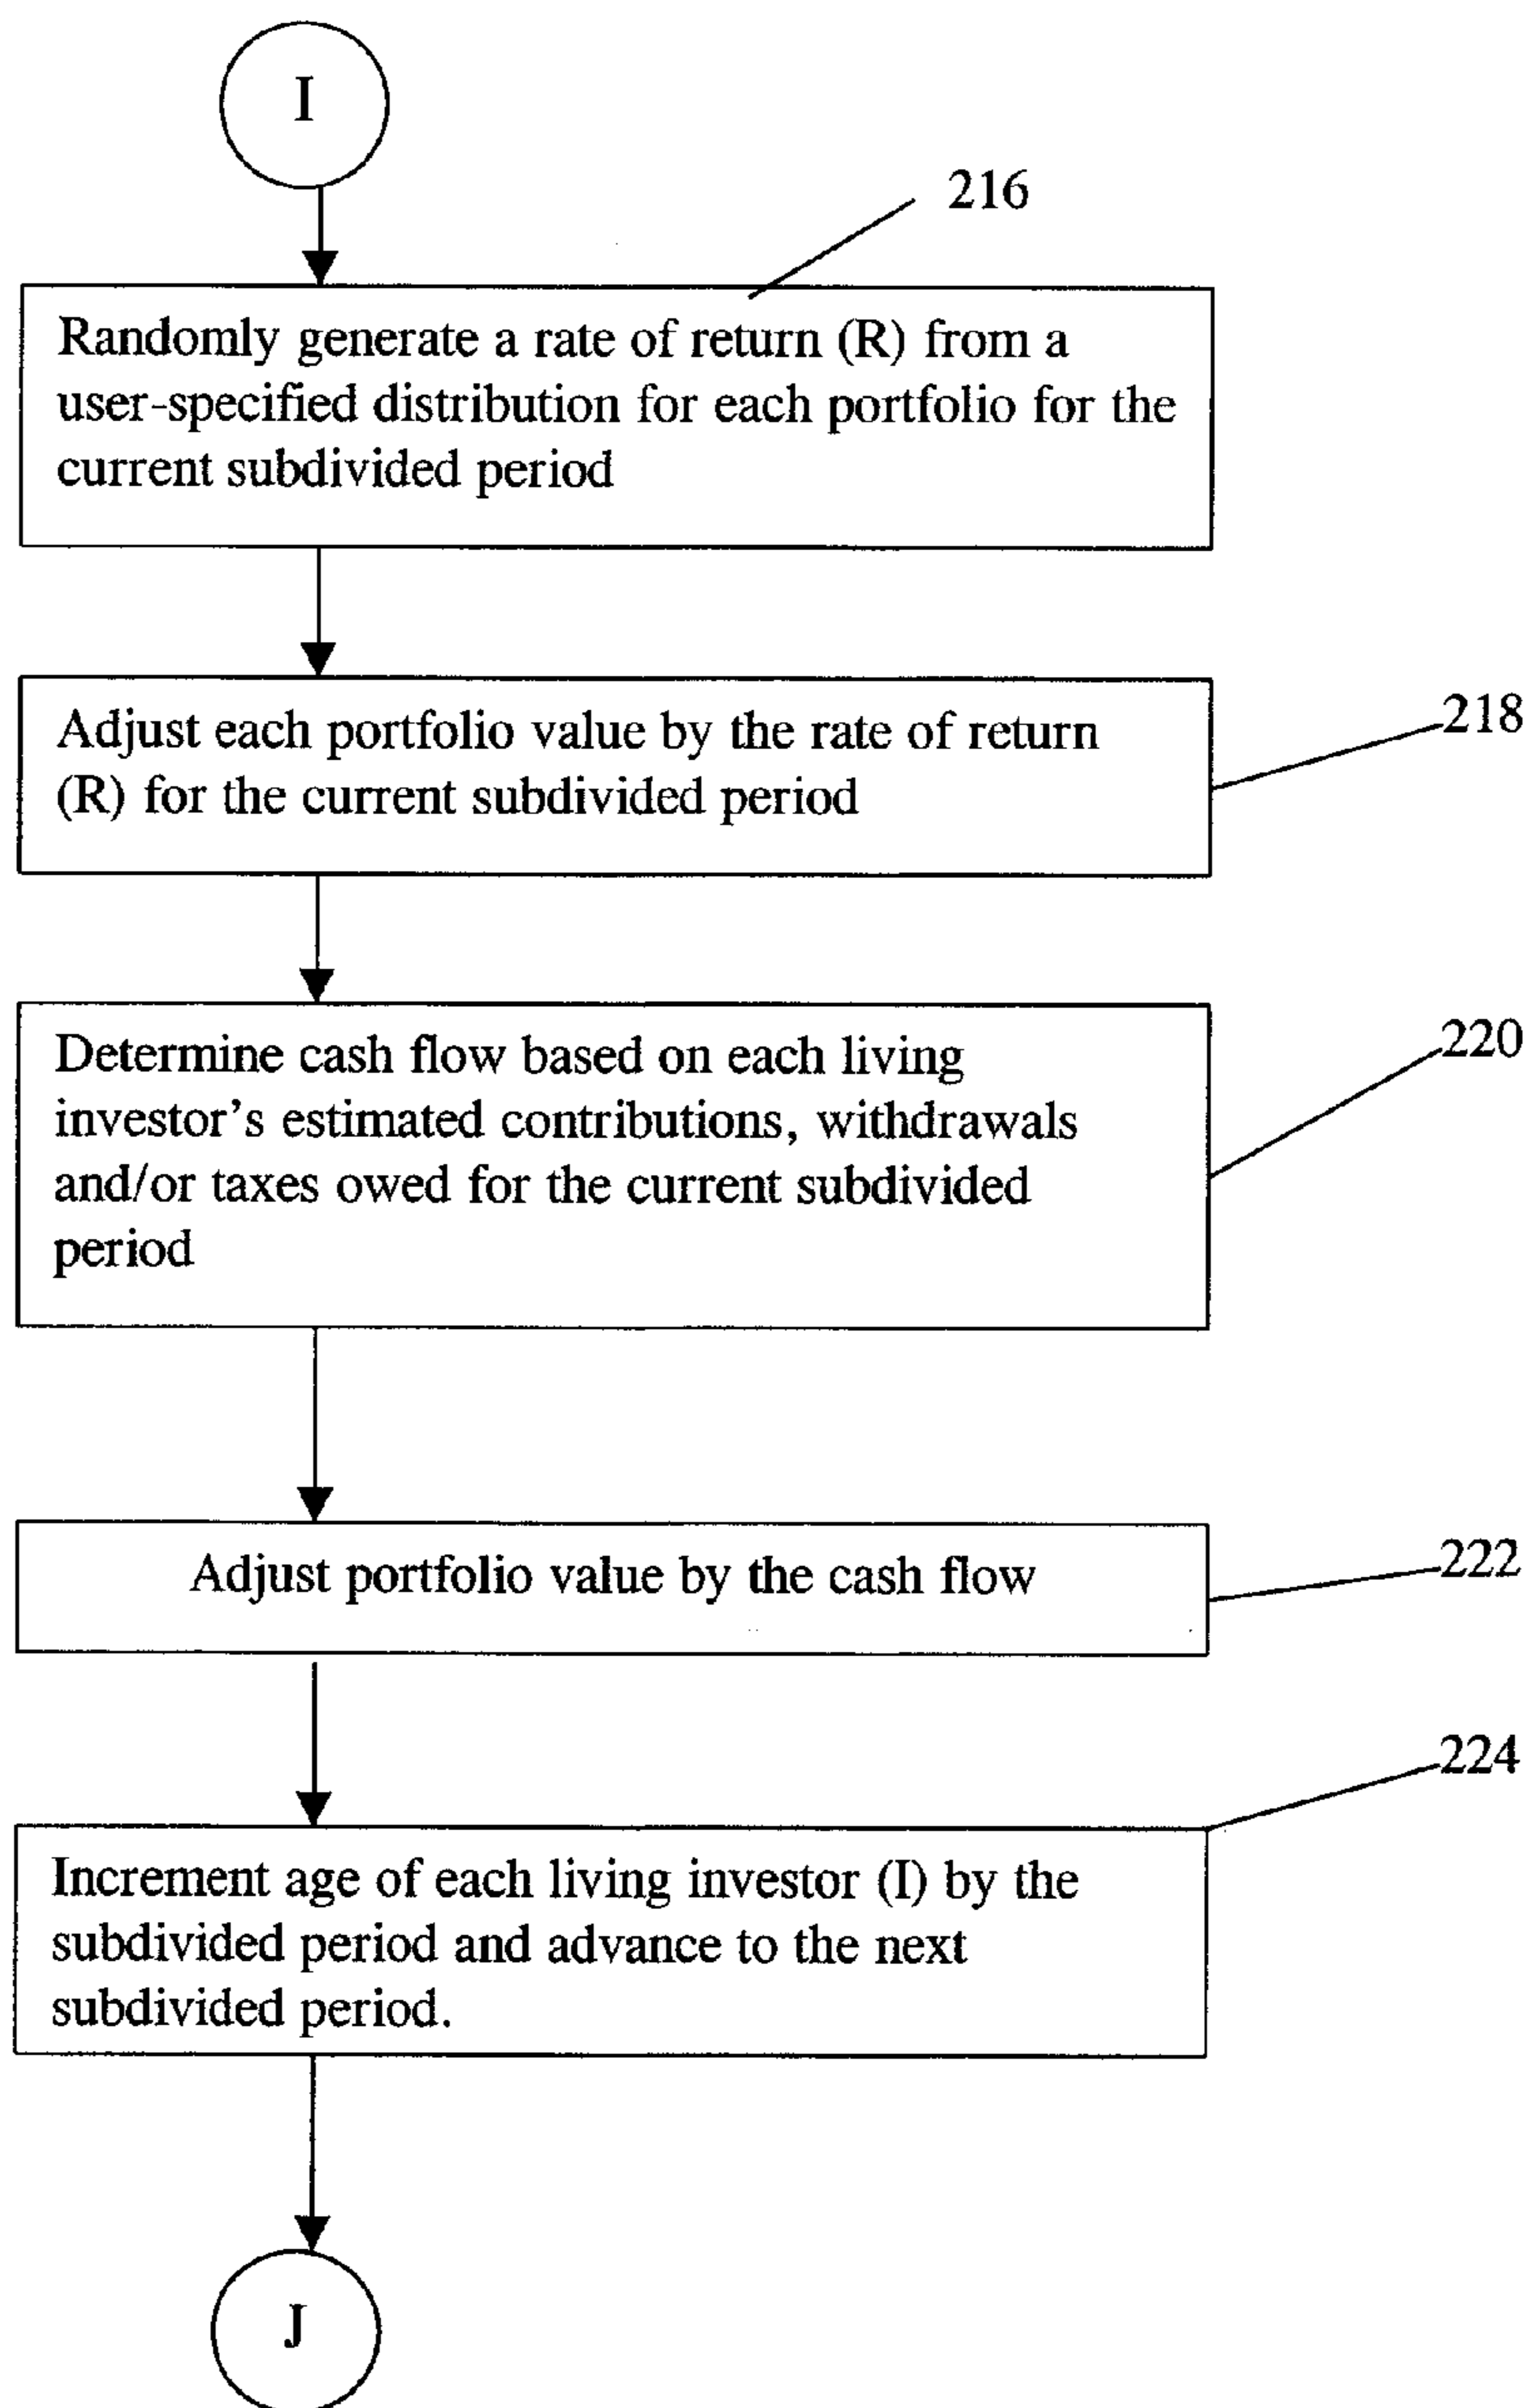 I
216
Randomly generate a rate of return (R) from a
user-specified distribution for each portfolio for the
current subdivided period
Adjust each portfolio value by the rate of return
(R) for the current subdivided period
218
Determine cash flow based on each living
investor's estimated contributions, withdrawals
and/or taxes owed for the current subdivided
period
220
Adjust portfolio value by the cash flow
222
224
Increment age of each living investor (I) by the
subdivided period and advance to the next
subdivided period.
J